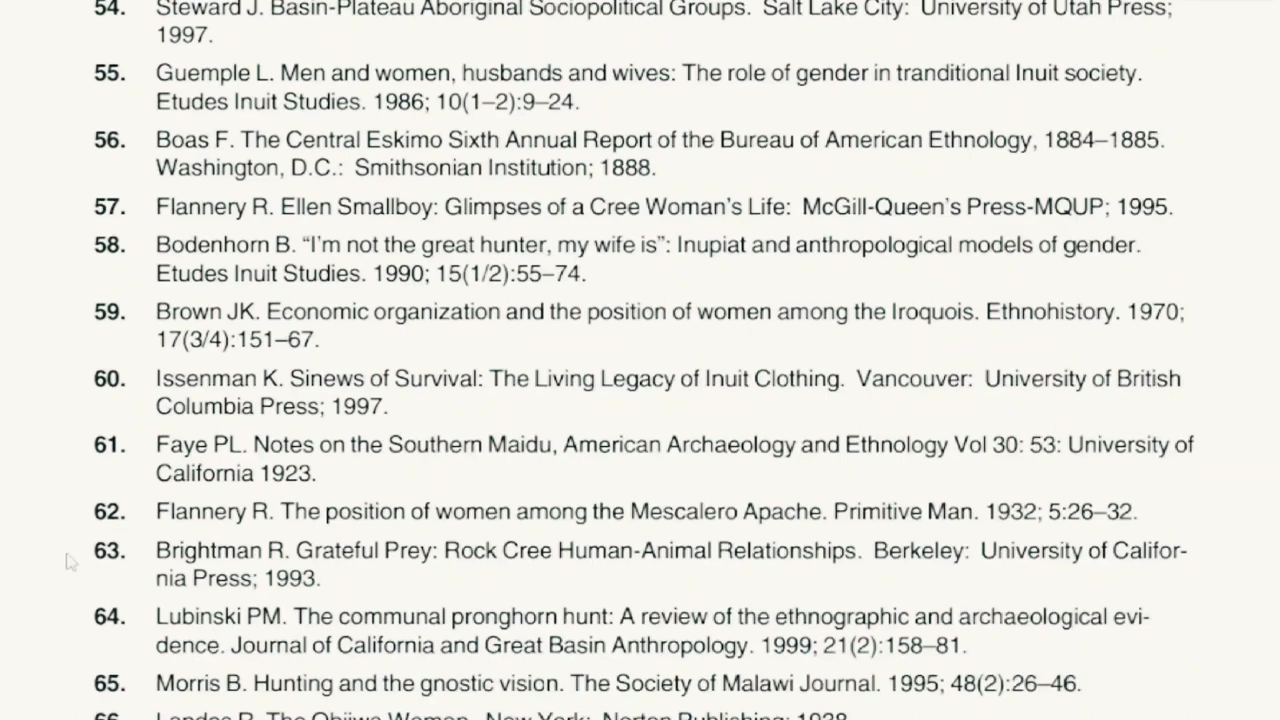 54. Steward J. Basin-Plateau Aboriginal Sociopolitical Groups. Salt Lake City: University of Utah Press;
1997.
55. Guemple L. Men and women, husbands and wives: The role of gender in tranditional Inuit society.
Etudes Inuit Studies. 1986; 10(1–2):9–24.
56. Boas F. The Central Eskimo Sixth Annual Report of the Bureau of American Ethnology, 1884–1885.
Washington, D.C.: Smithsonian Institution; 1888.
57. Flannery R. Ellen Smallboy: Glimpses of a Cree Woman's Life: McGill-Queen's Press-MQUP; 1995.
58. Bodenhorn B. “I'm not the great hunter, my wife is”: Inupiat and anthropological models of gender.
Etudes Inuit Studies. 1990; 15(1/2):55–74.
59. Brown JK. Economic organization and the position of women among the Iroquois. Ethnohistory. 1970;
17(3/4):151–67.
60. Issenman K. Sinews of Survival: The Living Legacy of Inuit Clothing. Vancouver: University of British
Columbia Press; 1997.
61. Faye PL. Notes on the Southern Maidu, American Archaeology and Ethnology Vol 30: 53: University of
California 1923.
62. Flannery R. The position of women among the Mescalero Apache. Primitive Man. 1932; 5:26–32.
63. Brightman R. Grateful Prey: Rock Cree Human-Animal Relationships. Berkeley: University of Califor-
nia Press; 1993.
64. Lubinski PM. The communal pronghorn hunt: A review of the ethnographic and archaeological evi-
dence. Journal of California and Great Basin Anthropology. 1999; 21(2):158–81.
65. Morris B. Hunting and the gnostic vision. The Society of Malawi Journal. 1995; 48(2):26–46.
66. Landes R. The Ojibwa Women. New York: Norton Publishing; 1938.